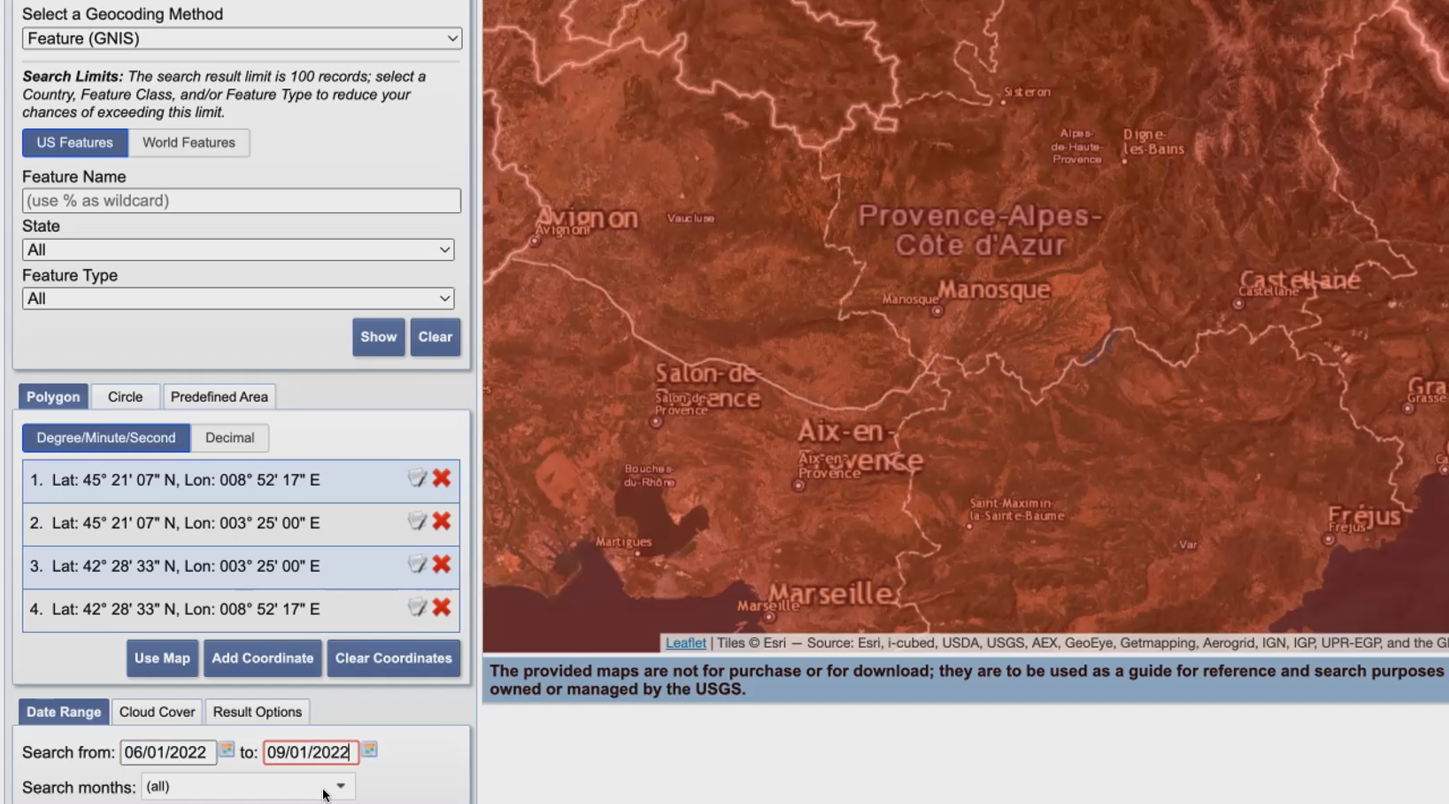 Select a Geocoding Method
Feature (GNIS)
Search Limits: The search result limit is 100 records; select a
Country, Feature Class, and/or Feature Type to reduce your
chances of exceeding this limit.
US Features World Features
Feature Name
(use % as wildcard)
State
All
Feature Type
All
Show Clear
Polygon Circle Predefined Area
Degree/Minute/Second Decimal
1. Lat: 45° 21' 07" N, Lon: 008° 52' 17" E
2. Lat: 45° 21' 07" N, Lon: 003° 25' 00" E
3. Lat: 42° 28' 33" N, Lon: 003° 25' 00" E
4. Lat: 42° 28' 33" N, Lon: 008° 52' 17" E
Use Map Add Coordinate Clear Coordinates
Date Range Cloud Cover Result Options
Search from: 06/01/2022 to: 09/01/2022
Search months: (all)
Sisteron
Alpes-
de-Haute-
Provence
Digne-
les-Bains
Avignon
Avignon
Vaucluse
Provence-Alpes-
Côte d'Azur
Manosque
Manosque
Castellane
Castellane
Salon-de-
Provence
Salon-de-
Provence
Gra
Grasse
Aix-en-
Provence
Aix-en-
Provence
Bouches-
du-Rhône
Ca
Saint-Maximin-
la-Sainte-Baume
Fréjus
Fréjus
Martigues
Var
Marseille
Marseille
Leaflet | Tiles © Esri — Source: Esri, i-cubed, USDA, USGS, AEX, GeoEye, Getmapping, Aerogrid, IGN, IGP, UPR-EGP, and the G
The provided maps are not for purchase or for download; they are to be used as a guide for reference and search purposes
owned or managed by the USGS.